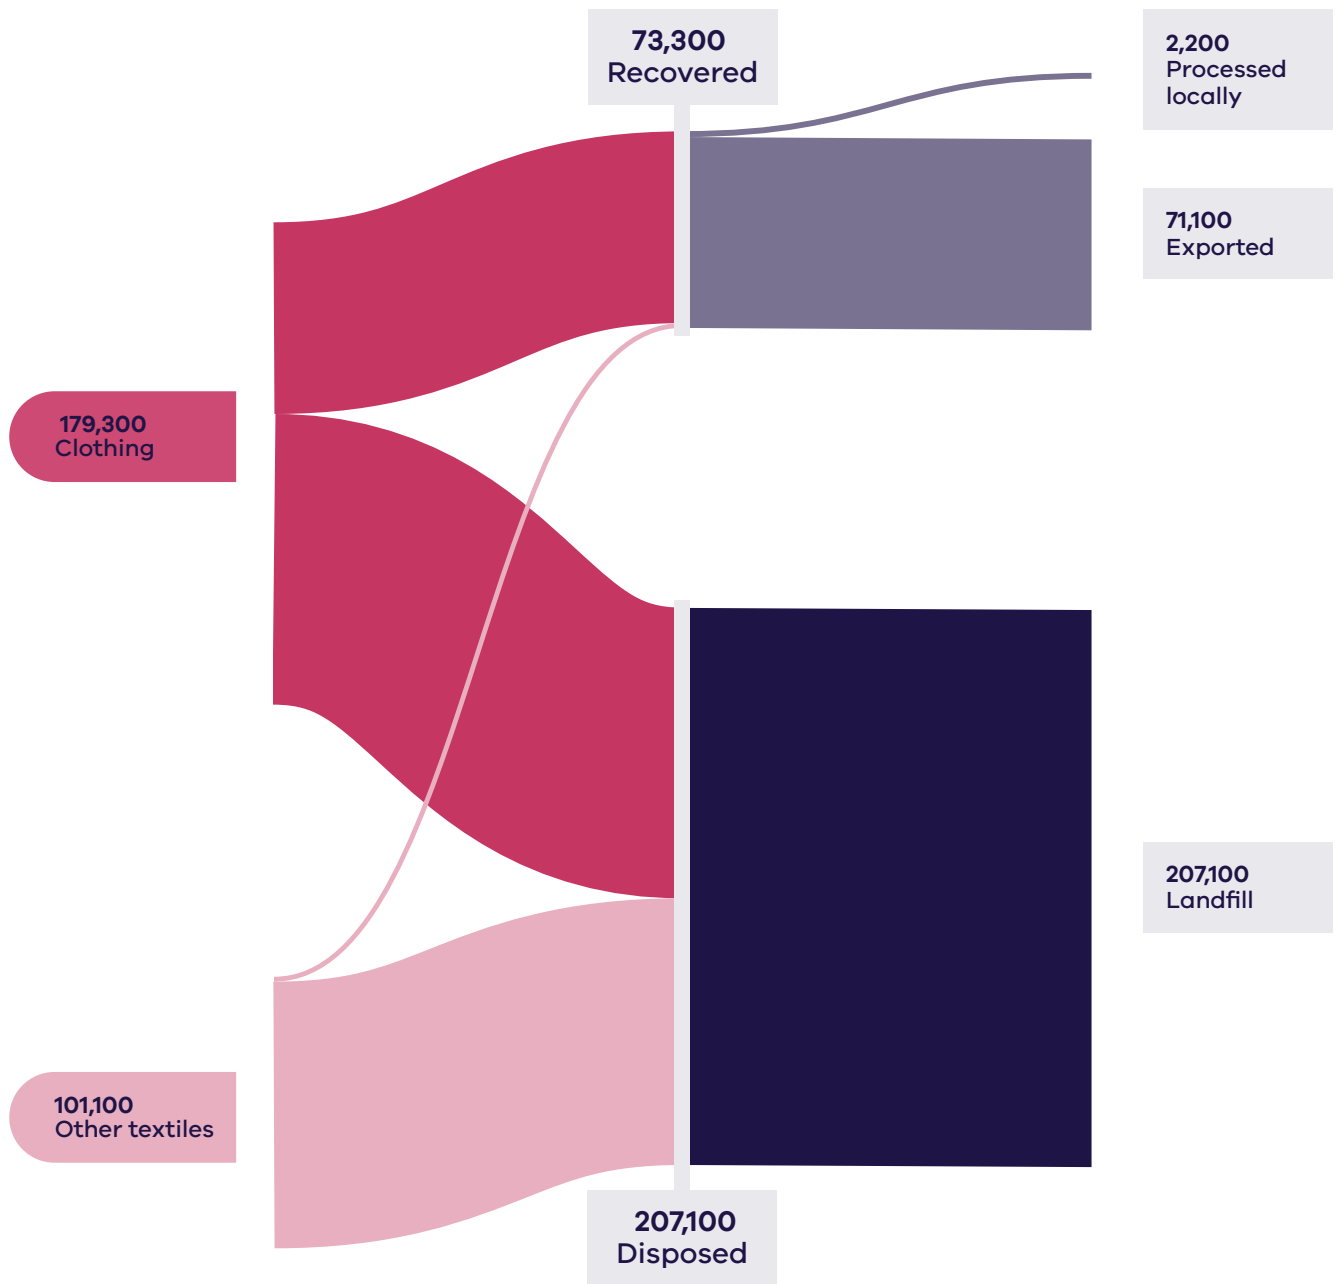 73,300
Recovered
2,200
Processed
locally
71,100
Exported
179,300
Clothing
207,100
Landfill
101,100
Other textiles
207,100
Disposed